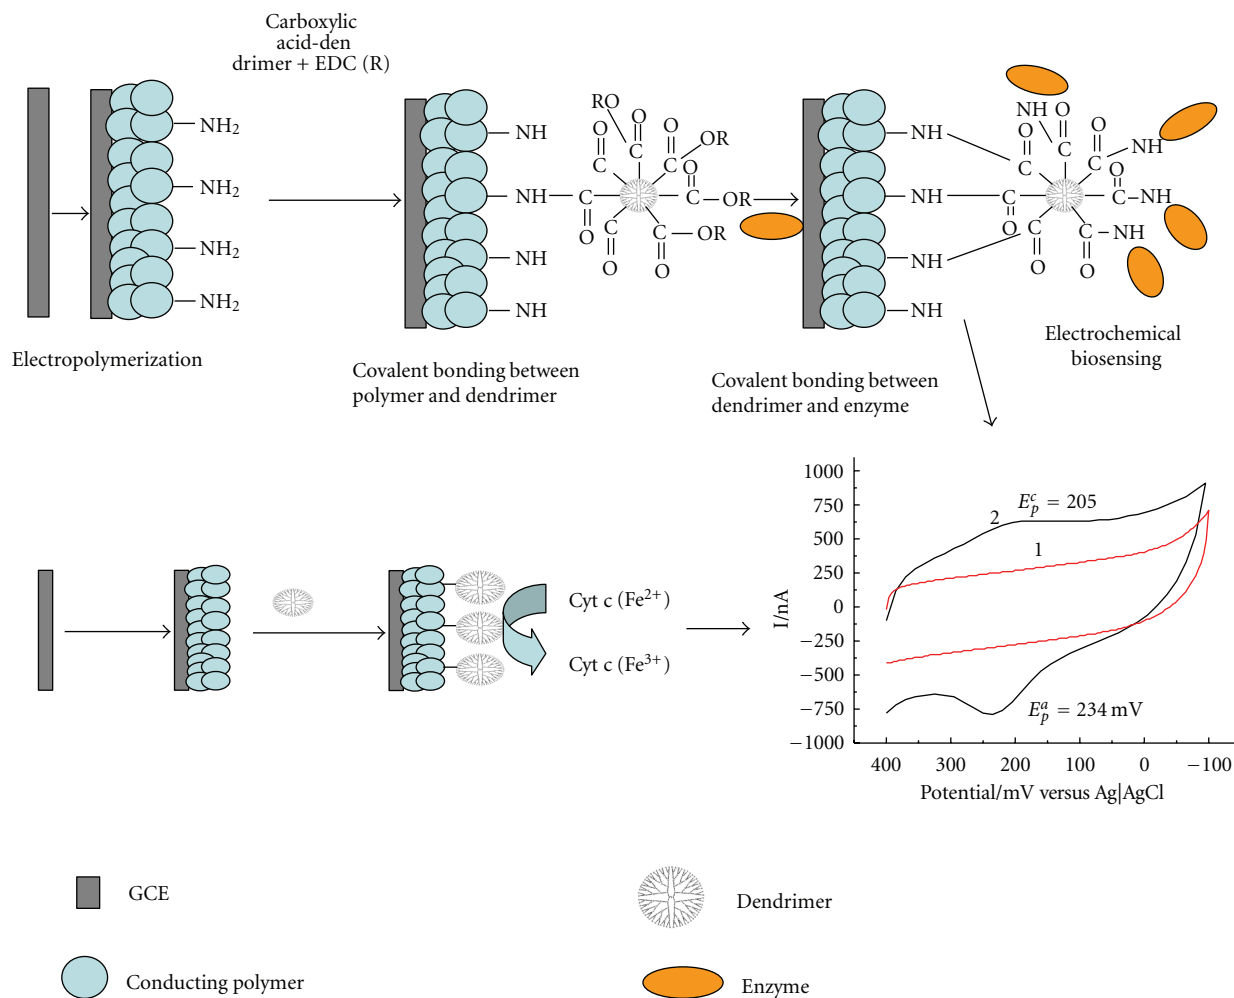 Carboxylic
acid-den
drimer + EDC (R)
NH₂
NH₂
NH₂
NH₂
Electropolymerization
NH
NH
NH
NH
RO
O
O
O
OR
O
OR
OR
O
O
O
C
C
C
C
C
C
C
C
Covalent bonding between
polymer and dendrimer
NH
NH
NH
NH
NH
O
O
O
NH
O
NH
NH
O
O
O
C
C
C
C
C
C
C
C
Covalent bonding between
dendrimer and enzyme
Electrochemical
biosensing
Cyt c (Fe²⁺)
Cyt c (Fe³⁺)
I/nA
1000
750
500
250
0
−250
−500
−750
−1000
2
1
E_p^c = 205
E_p^a = 234 mV
400
300
200
100
0
−100
Potential/mV versus Ag|AgCl
GCE
Dendrimer
Conducting polymer
Enzyme